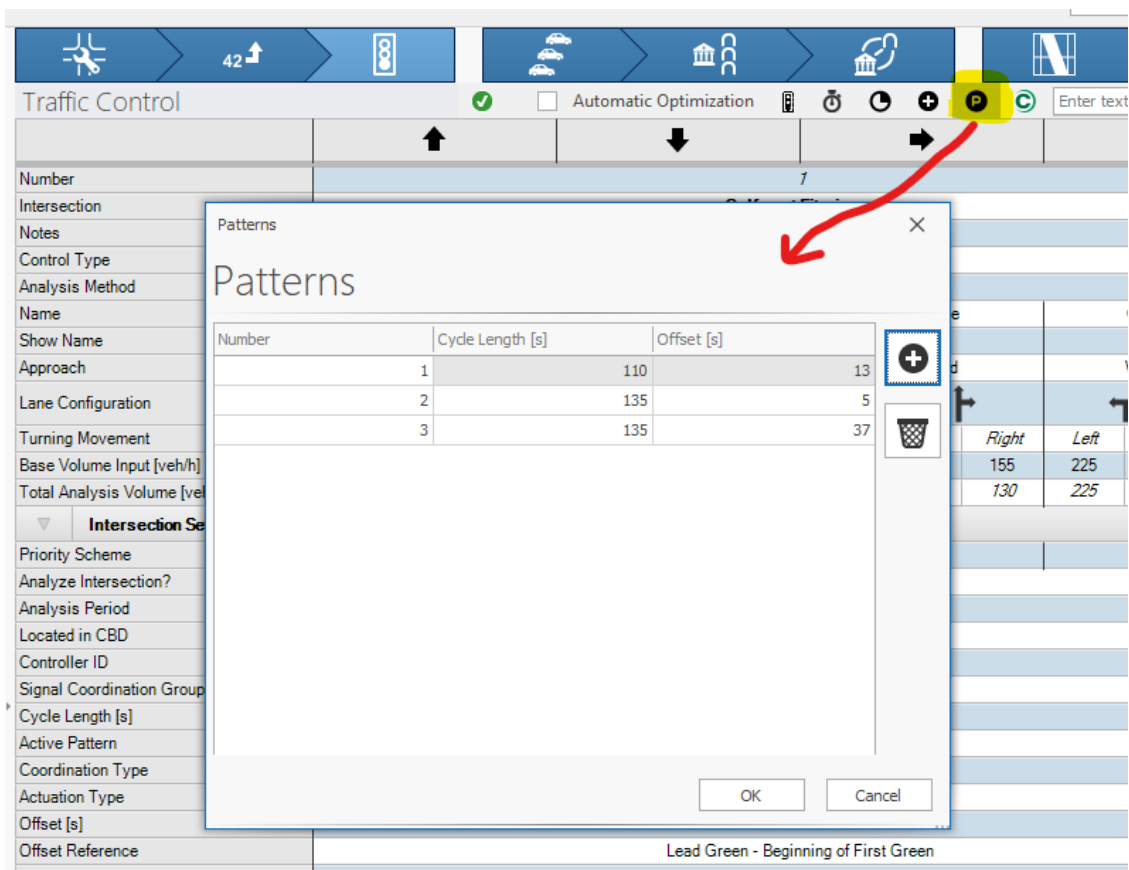 42
Traffic Control
Automatic Optimization
P
C
Enter text
Number
1
Intersection
Notes
Control Type
Analysis Method
Name
Show Name
Approach
Lane Configuration
Turning Movement
Right Left
Base Volume Input [veh/h]
155 225
Total Analysis Volume [veh
130 225
Intersection Se
Priority Scheme
Analyze Intersection?
Analysis Period
Located in CBD
Controller ID
Signal Coordination Group
Cycle Length [s]
Active Pattern
Coordination Type
Actuation Type
Offset [s]
Offset Reference
Lead Green - Beginning of First Green
Patterns
Patterns
Number Cycle Length [s] Offset [s]
1 110 13
2 135 5
3 135 37
OK Cancel